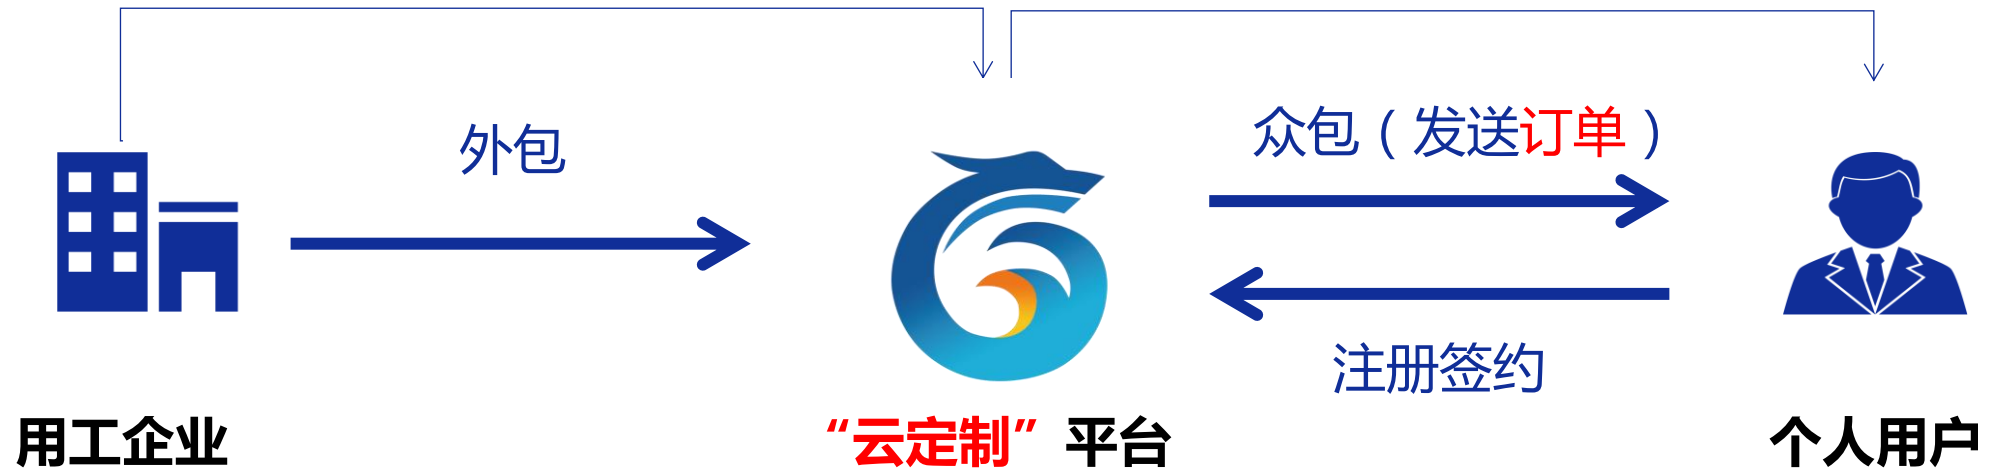 外包
众包（发送订单）
注册签约
用工企业
“云定制”平台
个人用户